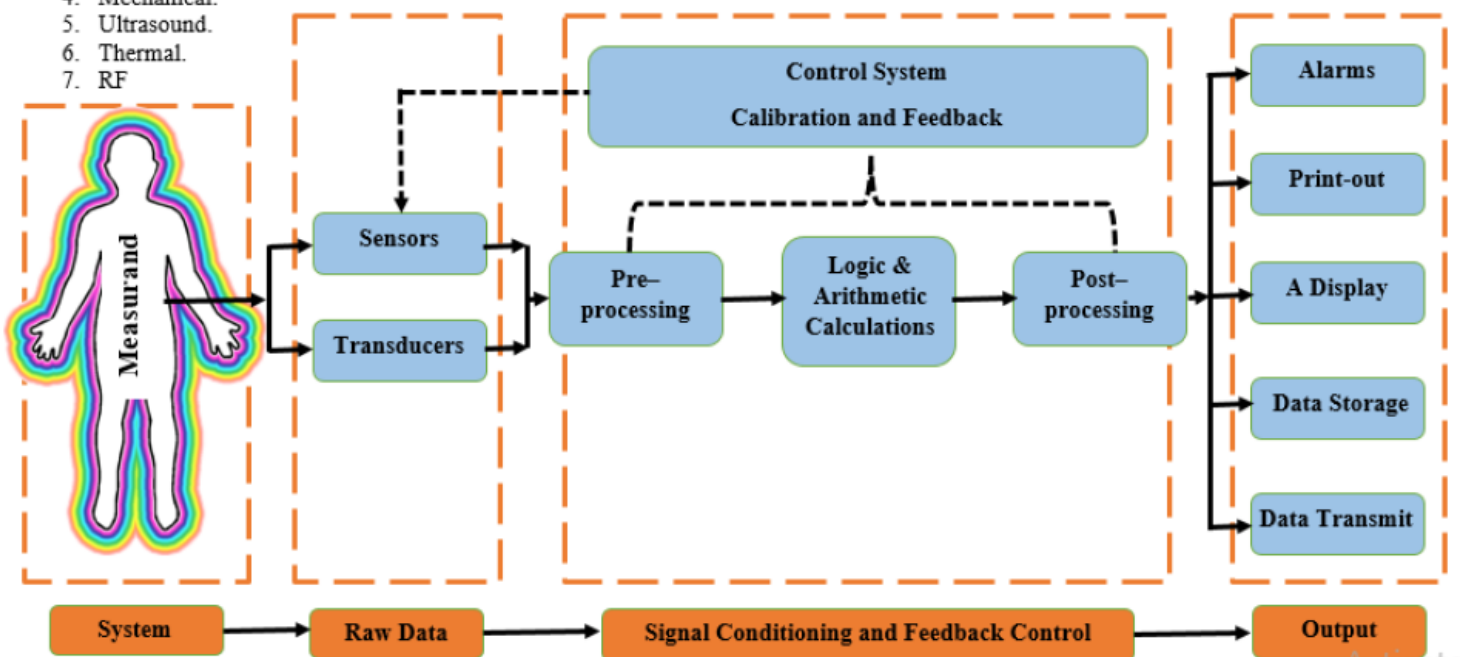 4. Mechanical.
5. Ultrasound.
6. Thermal.
7. RF
Measurand
Sensors
Transducers
Control System
Calibration and Feedback
Pre–
processing
Logic &
Arithmetic
Calculations
Post–
processing
Alarms
Print-out
A Display
Data Storage
Data Transmit
System
Raw Data
Signal Conditioning and Feedback Control
Output